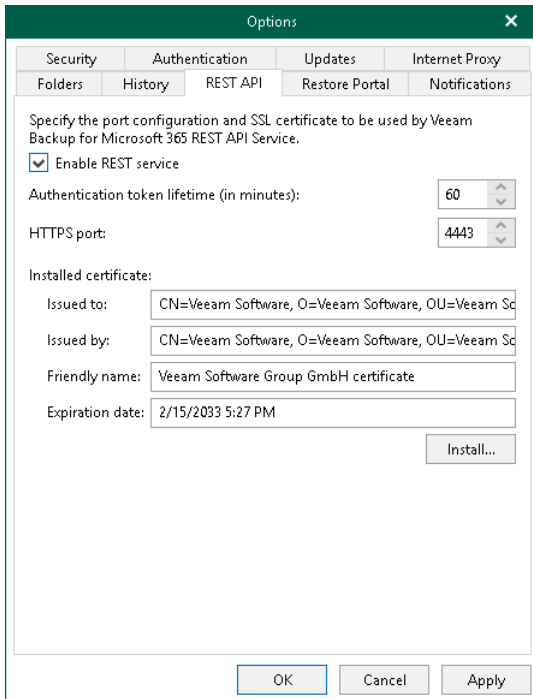 Options
Security Authentication Updates Internet Proxy
Folders History REST API Restore Portal Notifications
Specify the port configuration and SSL certificate to be used by Veeam
Backup for Microsoft 365 REST API Service.
Enable REST service
Authentication token lifetime (in minutes): 60
HTTPS port: 4443
Installed certificate:
Issued to: CN=Veeam Software, O=Veeam Software, OU=Veeam Sc
Issued by: CN=Veeam Software, O=Veeam Software, OU=Veeam Sc
Friendly name: Veeam Software Group GmbH certificate
Expiration date: 2/15/2033 5:27 PM
Install...
OK Cancel Apply